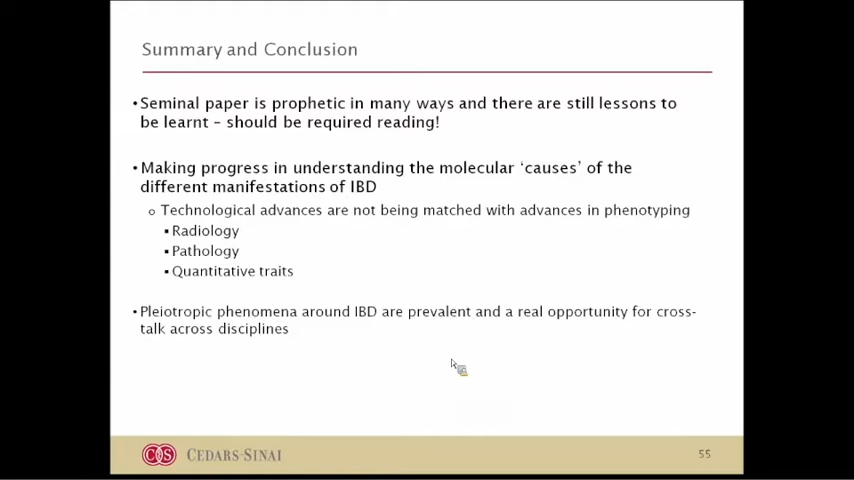 Summary and Conclusion
•Seminal paper is prophetic in many ways and there are still lessons to
be learnt – should be required reading!
•Making progress in understanding the molecular ‘causes’ of the
different manifestations of IBD
o Technological advances are not being matched with advances in phenotyping
▪ Radiology
▪ Pathology
▪ Quantitative traits
•Pleiotropic phenomena around IBD are prevalent and a real opportunity for cross-
talk across disciplines
CEDARS-SINAI
55